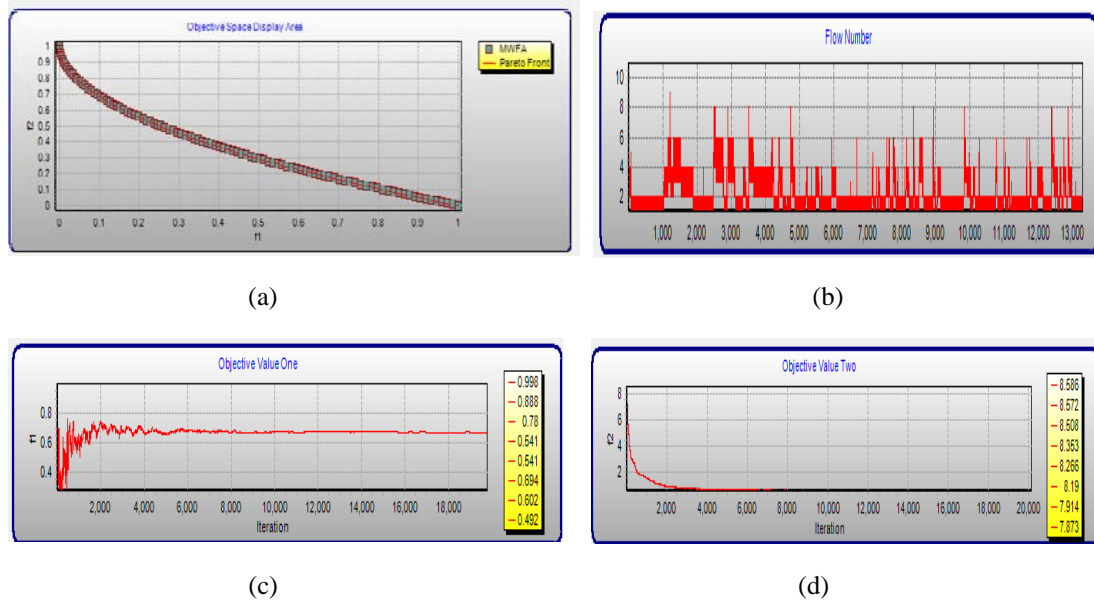 Objective Space Display Area
MWFA
Pareto Front
1
0.9
0.8
0.7
0.6
0.5
0.4
0.3
0.2
0.1
0
f2
0 0.1 0.2 0.3 0.4 0.5 0.6 0.7 0.8 0.9 1
f1
(a)
Flow Number
10
8
6
4
2
1,000 2,000 3,000 4,000 5,000 6,000 7,000 8,000 9,000 10,000 11,000 12,000 13,000
(b)
Objective Value One
0.8
0.6
0.4
f1
2,000 4,000 6,000 8,000 10,000 12,000 14,000 16,000 18,000
Iteration
0.998
0.888
0.78
0.541
0.541
0.694
0.602
0.492
(c)
Objective Value Two
8
6
4
2
f2
2,000 4,000 6,000 8,000 10,000 12,000 14,000 16,000 18,000 20,000
Iteration
8.586
8.572
8.508
8.353
8.266
8.19
7.914
7.873
(d)